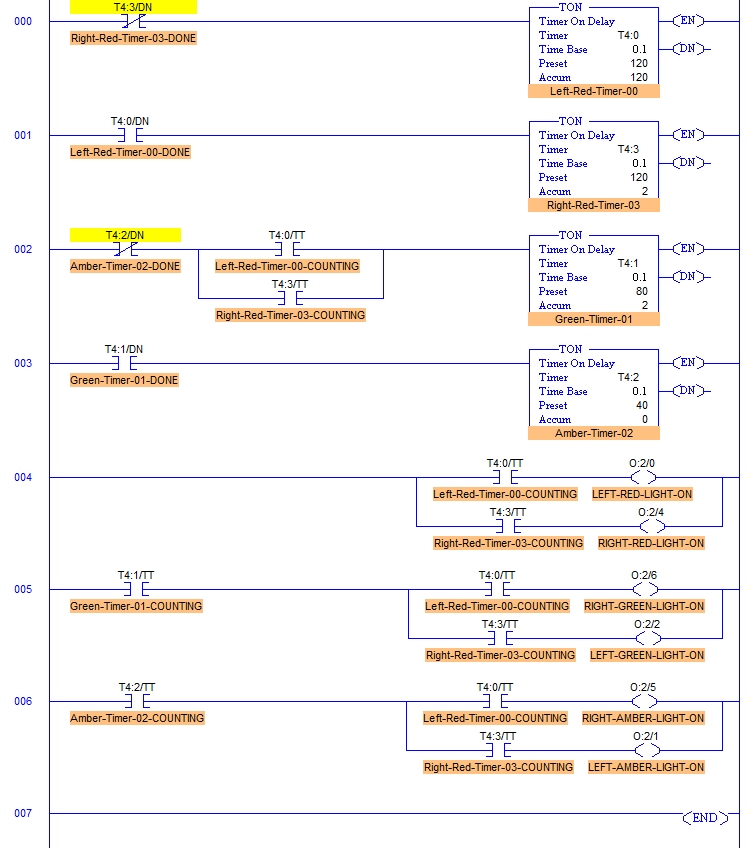 T4:3/DN
000
Right-Red-Timer-03-DONE
TON
Timer On Delay
Timer T4:0
Time Base 0.1
Preset 120
Accum 120
Left-Red-Timer-00
EN
DN
T4:0/DN
001
Left-Red-Timer-00-DONE
TON
Timer On Delay
Timer T4:3
Time Base 0.1
Preset 120
Accum 2
Right-Red-Timer-03
EN
DN
T4:2/DN
002
Amber-Timer-02-DONE
T4:0/TT
Left-Red-Timer-00-COUNTING
T4:3/TT
Right-Red-Timer-03-COUNTING
TON
Timer On Delay
Timer T4:1
Time Base 0.1
Preset 80
Accum 2
Green-TIimer-01
EN
DN
T4:1/DN
003
Green-Timer-01-DONE
TON
Timer On Delay
Timer T4:2
Time Base 0.1
Preset 40
Accum 0
Amber-Timer-02
EN
DN
004
T4:0/TT O:2/0
Left-Red-Timer-00-COUNTING LEFT-RED-LIGHT-ON
T4:3/TT O:2/4
Right-Red-Timer-03-COUNTING RIGHT-RED-LIGHT-ON
T4:1/TT
005
Green-Timer-01-COUNTING
T4:0/TT O:2/6
Left-Red-Timer-00-COUNTING RIGHT-GREEN-LIGHT-ON
T4:3/TT O:2/2
Right-Red-Timer-03-COUNTING LEFT-GREEN-LIGHT-ON
T4:2/TT
006
Amber-Timer-02-COUNTING
T4:0/TT O:2/5
Left-Red-Timer-00-COUNTING RIGHT-AMBER-LIGHT-ON
T4:3/TT O:2/1
Right-Red-Timer-03-COUNTING LEFT-AMBER-LIGHT-ON
007
END